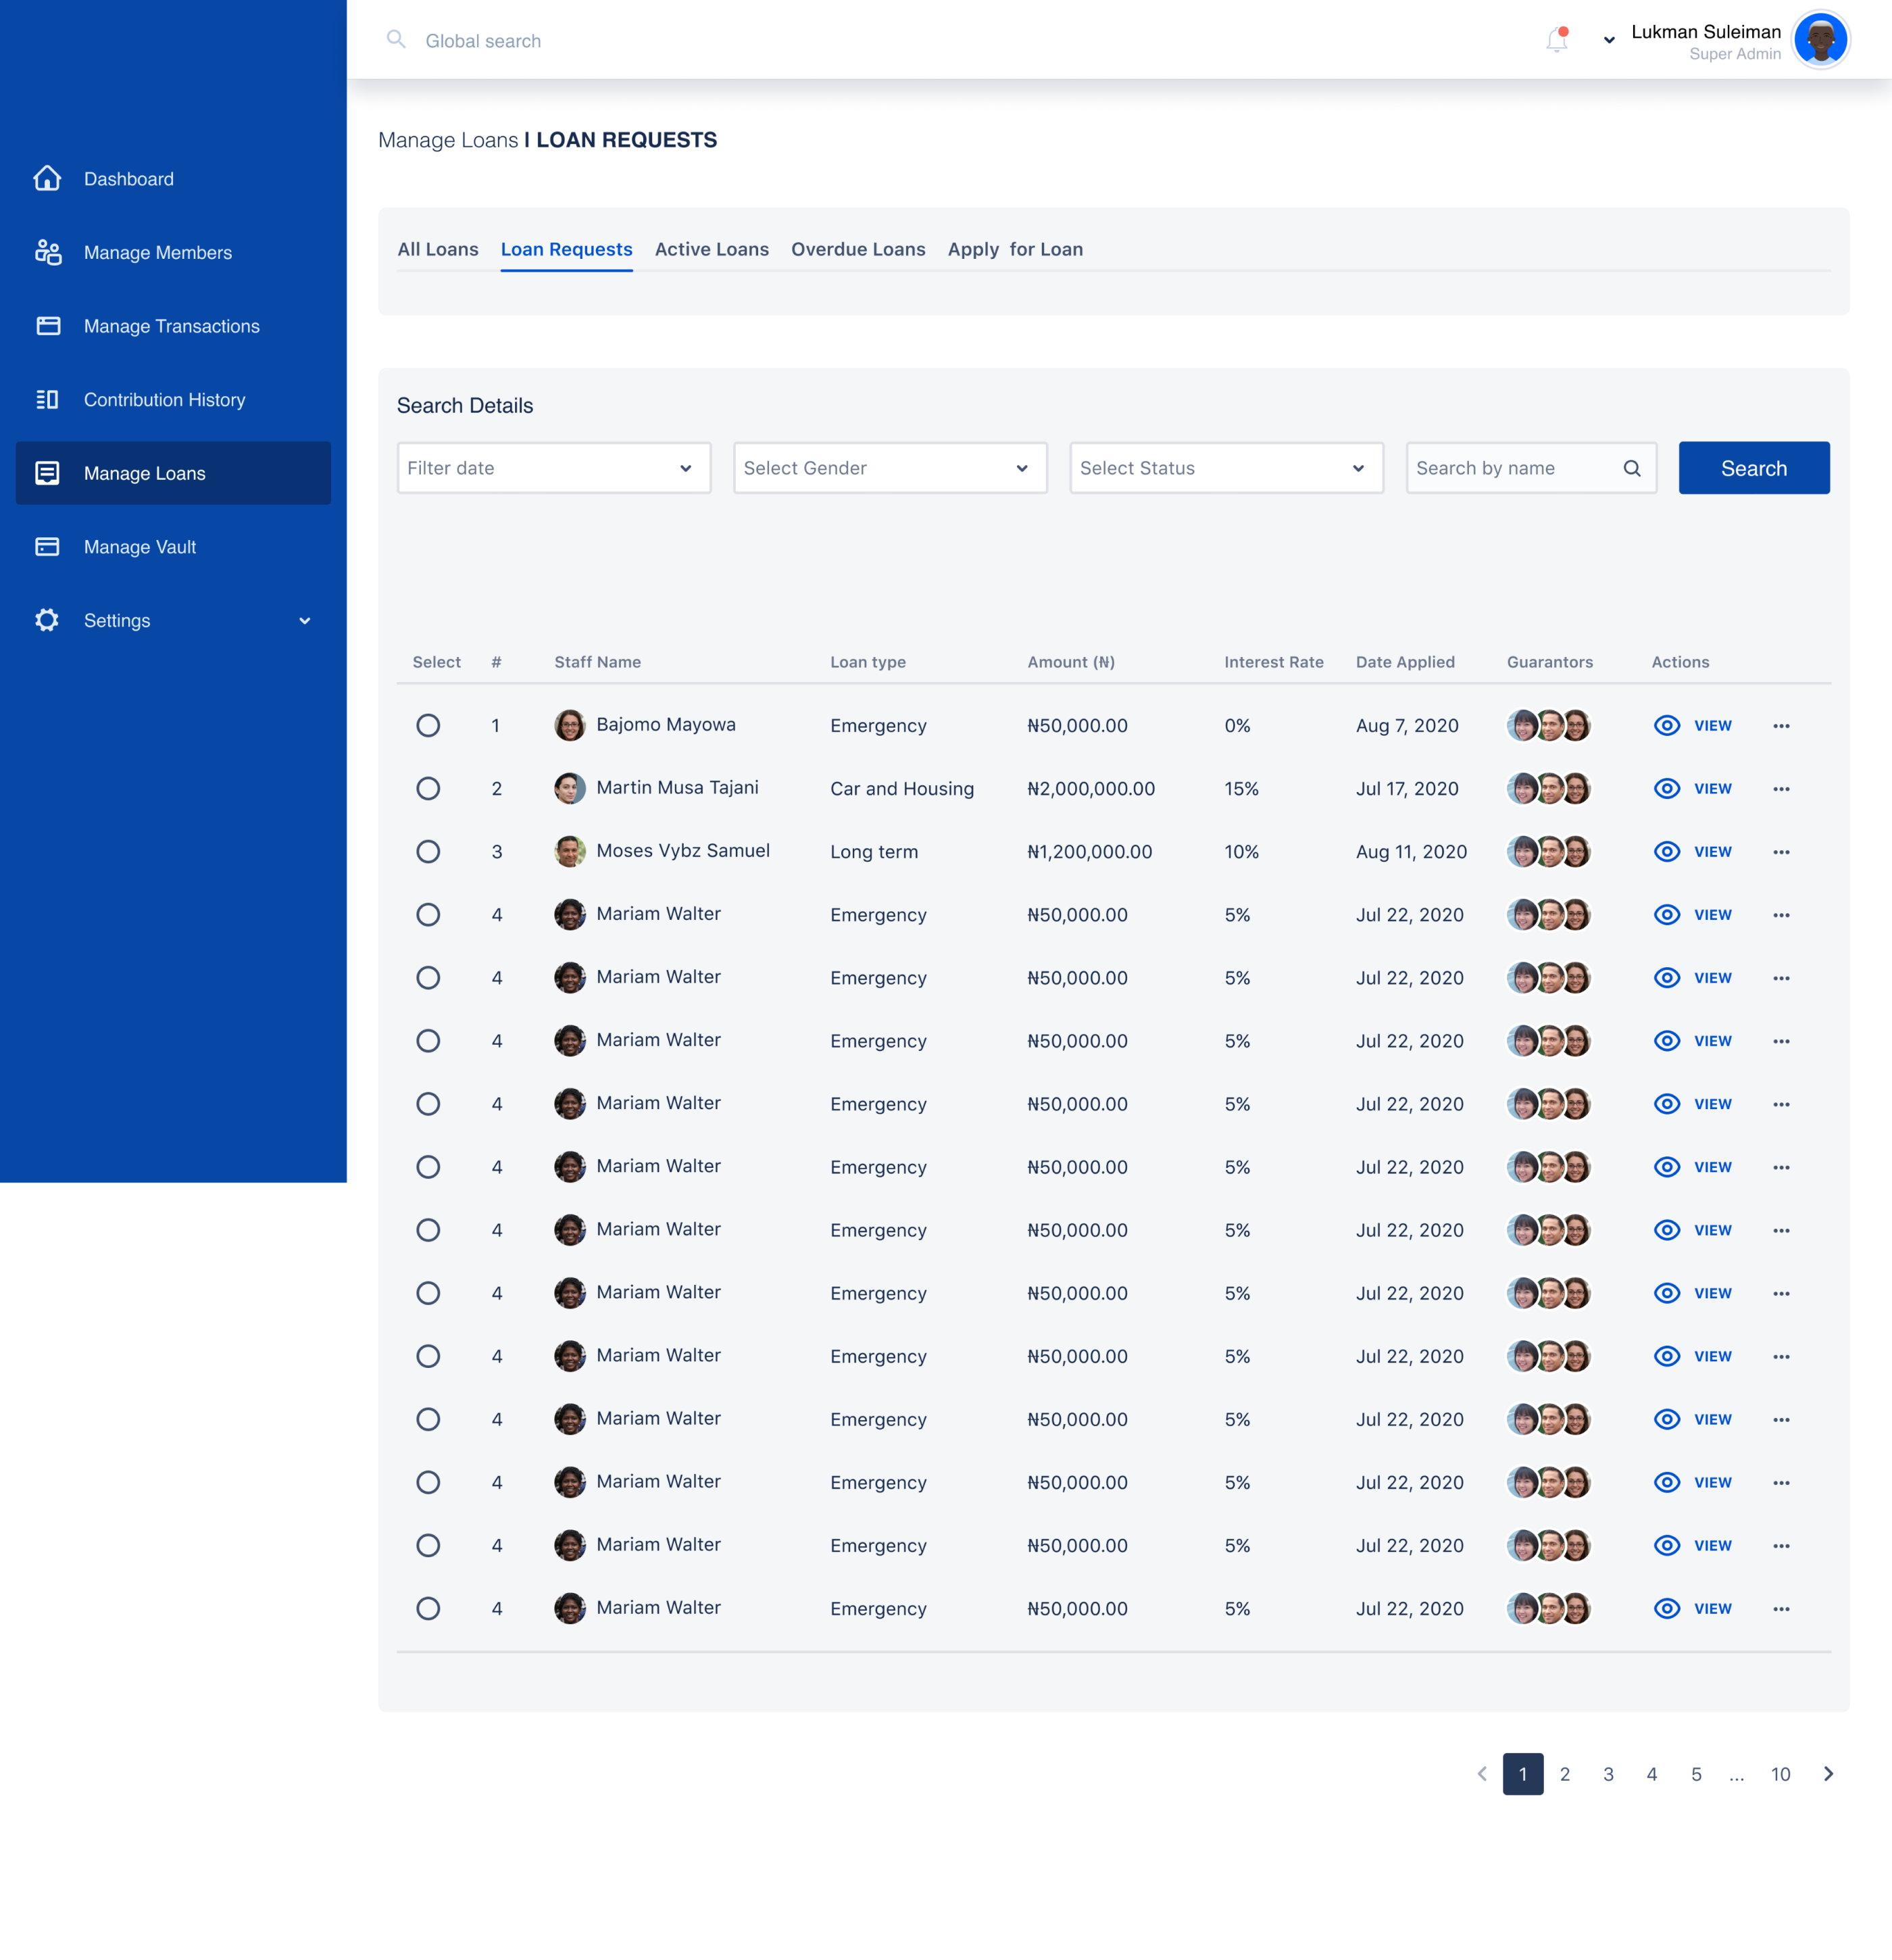 Global search
Lukman Suleiman
Super Admin
Dashboard
Manage Members
Manage Transactions
Contribution History
Manage Loans
Manage Vault
Settings
Manage Loans I LOAN REQUESTS
All Loans Loan Requests Active Loans Overdue Loans Apply for Loan
Search Details
Filter date Select Gender Select Status Search by name Search
Select # Staff Name Loan type Amount (₦) Interest Rate Date Applied Guarantors Actions
1 Bajomo Mayowa Emergency ₦50,000.00 0% Aug 7, 2020 VIEW
2 Martin Musa Tajani Car and Housing ₦2,000,000.00 15% Jul 17, 2020 VIEW
3 Moses Vybz Samuel Long term ₦1,200,000.00 10% Aug 11, 2020 VIEW
4 Mariam Walter Emergency ₦50,000.00 5% Jul 22, 2020 VIEW
4 Mariam Walter Emergency ₦50,000.00 5% Jul 22, 2020 VIEW
4 Mariam Walter Emergency ₦50,000.00 5% Jul 22, 2020 VIEW
4 Mariam Walter Emergency ₦50,000.00 5% Jul 22, 2020 VIEW
4 Mariam Walter Emergency ₦50,000.00 5% Jul 22, 2020 VIEW
4 Mariam Walter Emergency ₦50,000.00 5% Jul 22, 2020 VIEW
4 Mariam Walter Emergency ₦50,000.00 5% Jul 22, 2020 VIEW
4 Mariam Walter Emergency ₦50,000.00 5% Jul 22, 2020 VIEW
4 Mariam Walter Emergency ₦50,000.00 5% Jul 22, 2020 VIEW
4 Mariam Walter Emergency ₦50,000.00 5% Jul 22, 2020 VIEW
4 Mariam Walter Emergency ₦50,000.00 5% Jul 22, 2020 VIEW
4 Mariam Walter Emergency ₦50,000.00 5% Jul 22, 2020 VIEW
1 2 3 4 5 ... 10